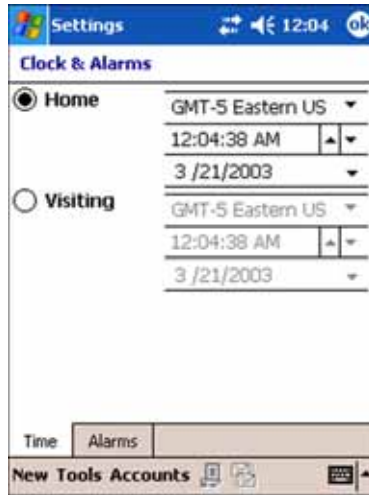 Settings 12:04 ok
Clock & Alarms
Home GMT-5 Eastern US
12:04:38 AM
3 /21/2003
Visiting GMT-5 Eastern US
12:04:38 AM
3 /21/2003
Time Alarms
New Tools Accounts